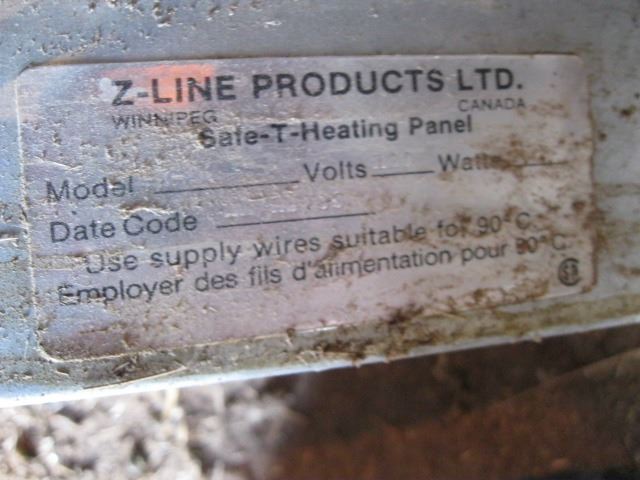 Z-LINE PRODUCTS LTD.
WINNIPEG CANADA
Safe-T-Heating Panel
Model Volts Watts
Date Code
Use supply wires suitable for 90°C
Employer des fils d'alimentation pour 90°C